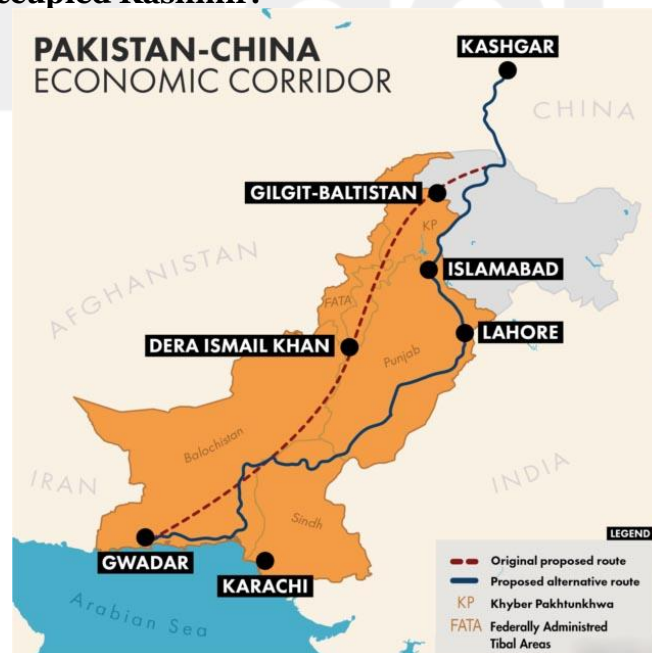 occupied Kashmir?
PAKISTAN-CHINA
ECONOMIC CORRIDOR
KASHGAR
CHINA
GILGIT-BALTISTAN
KP
AFGHANISTAN
ISLAMABAD
FATA
LAHORE
DERA ISMAIL KHAN
Punjab
Balochistan
IRAN
INDIA
Sindh
GWADAR
KARACHI
Arabian Sea
LEGEND
Original proposed route
Proposed alternative route
KP Khyber Pakhtunkhwa
FATA Federally Administred
Tibal Areas